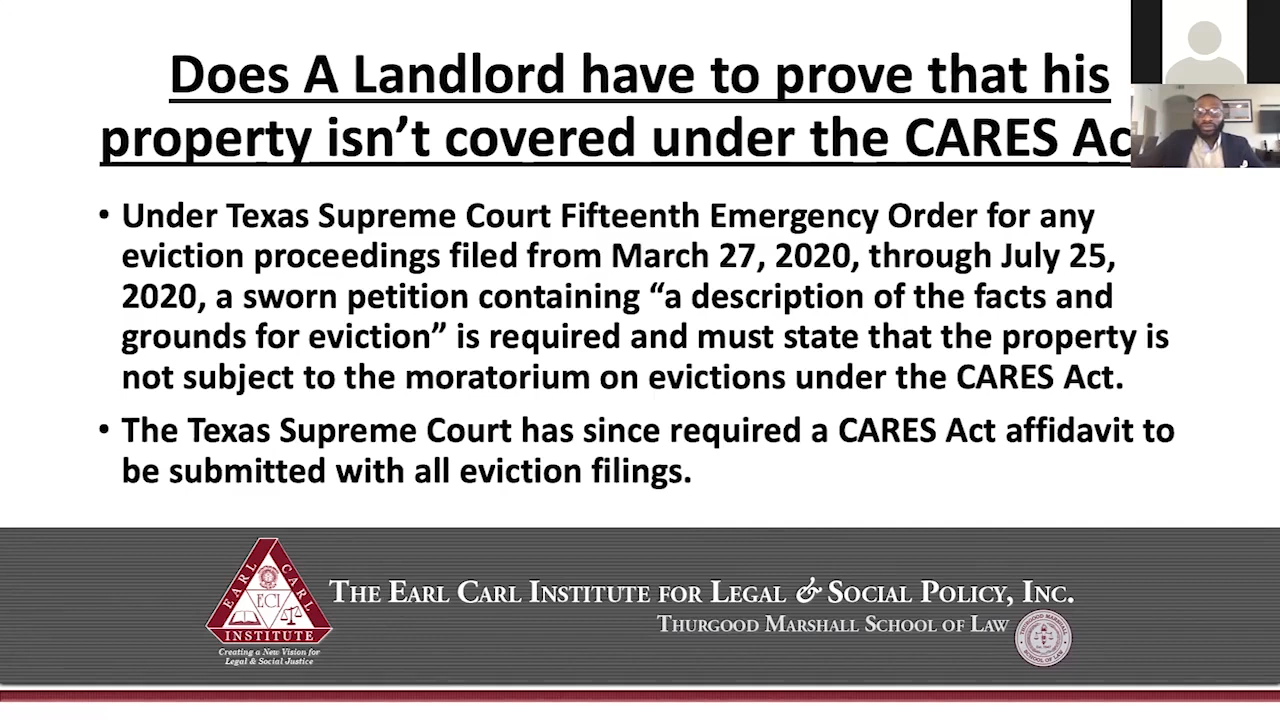 Does A Landlord have to prove that his
property isn’t covered under the CARES Ac
• Under Texas Supreme Court Fifteenth Emergency Order for any
eviction proceedings filed from March 27, 2020, through July 25,
2020, a sworn petition containing “a description of the facts and
grounds for eviction” is required and must state that the property is
not subject to the moratorium on evictions under the CARES Act.
• The Texas Supreme Court has since required a CARES Act affidavit to
be submitted with all eviction filings.
EARL CARL
ECI
INSTITUTE
Creating a New Vision for
Legal & Social Justice
THE EARL CARL INSTITUTE FOR LEGAL & SOCIAL POLICY, INC.
THURGOOD MARSHALL SCHOOL OF LAW
THURGOOD MARSHALL
SCHOOL OF LAW